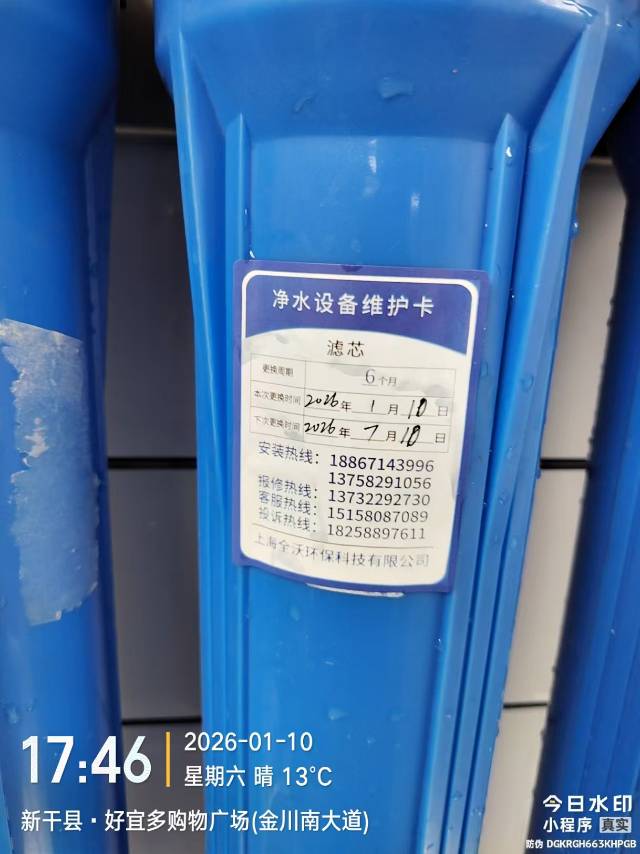 净水设备维护卡
滤芯
更换周期 6个月
本次更换时间 2026年 1月10日
下次更换时间 2026年 7月10日
安装热线：18867143996
13758291056
报修热线：13732292730
客服热线：15158087089
投诉热线：18258897611
上海全沃环保科技有限公司
17:46
2026-01-10
星期六 晴 13℃
新干县·好宜多购物广场(金川南大道)
今日水印
小程序 真实
防伪 DGKRGH663KHPGB